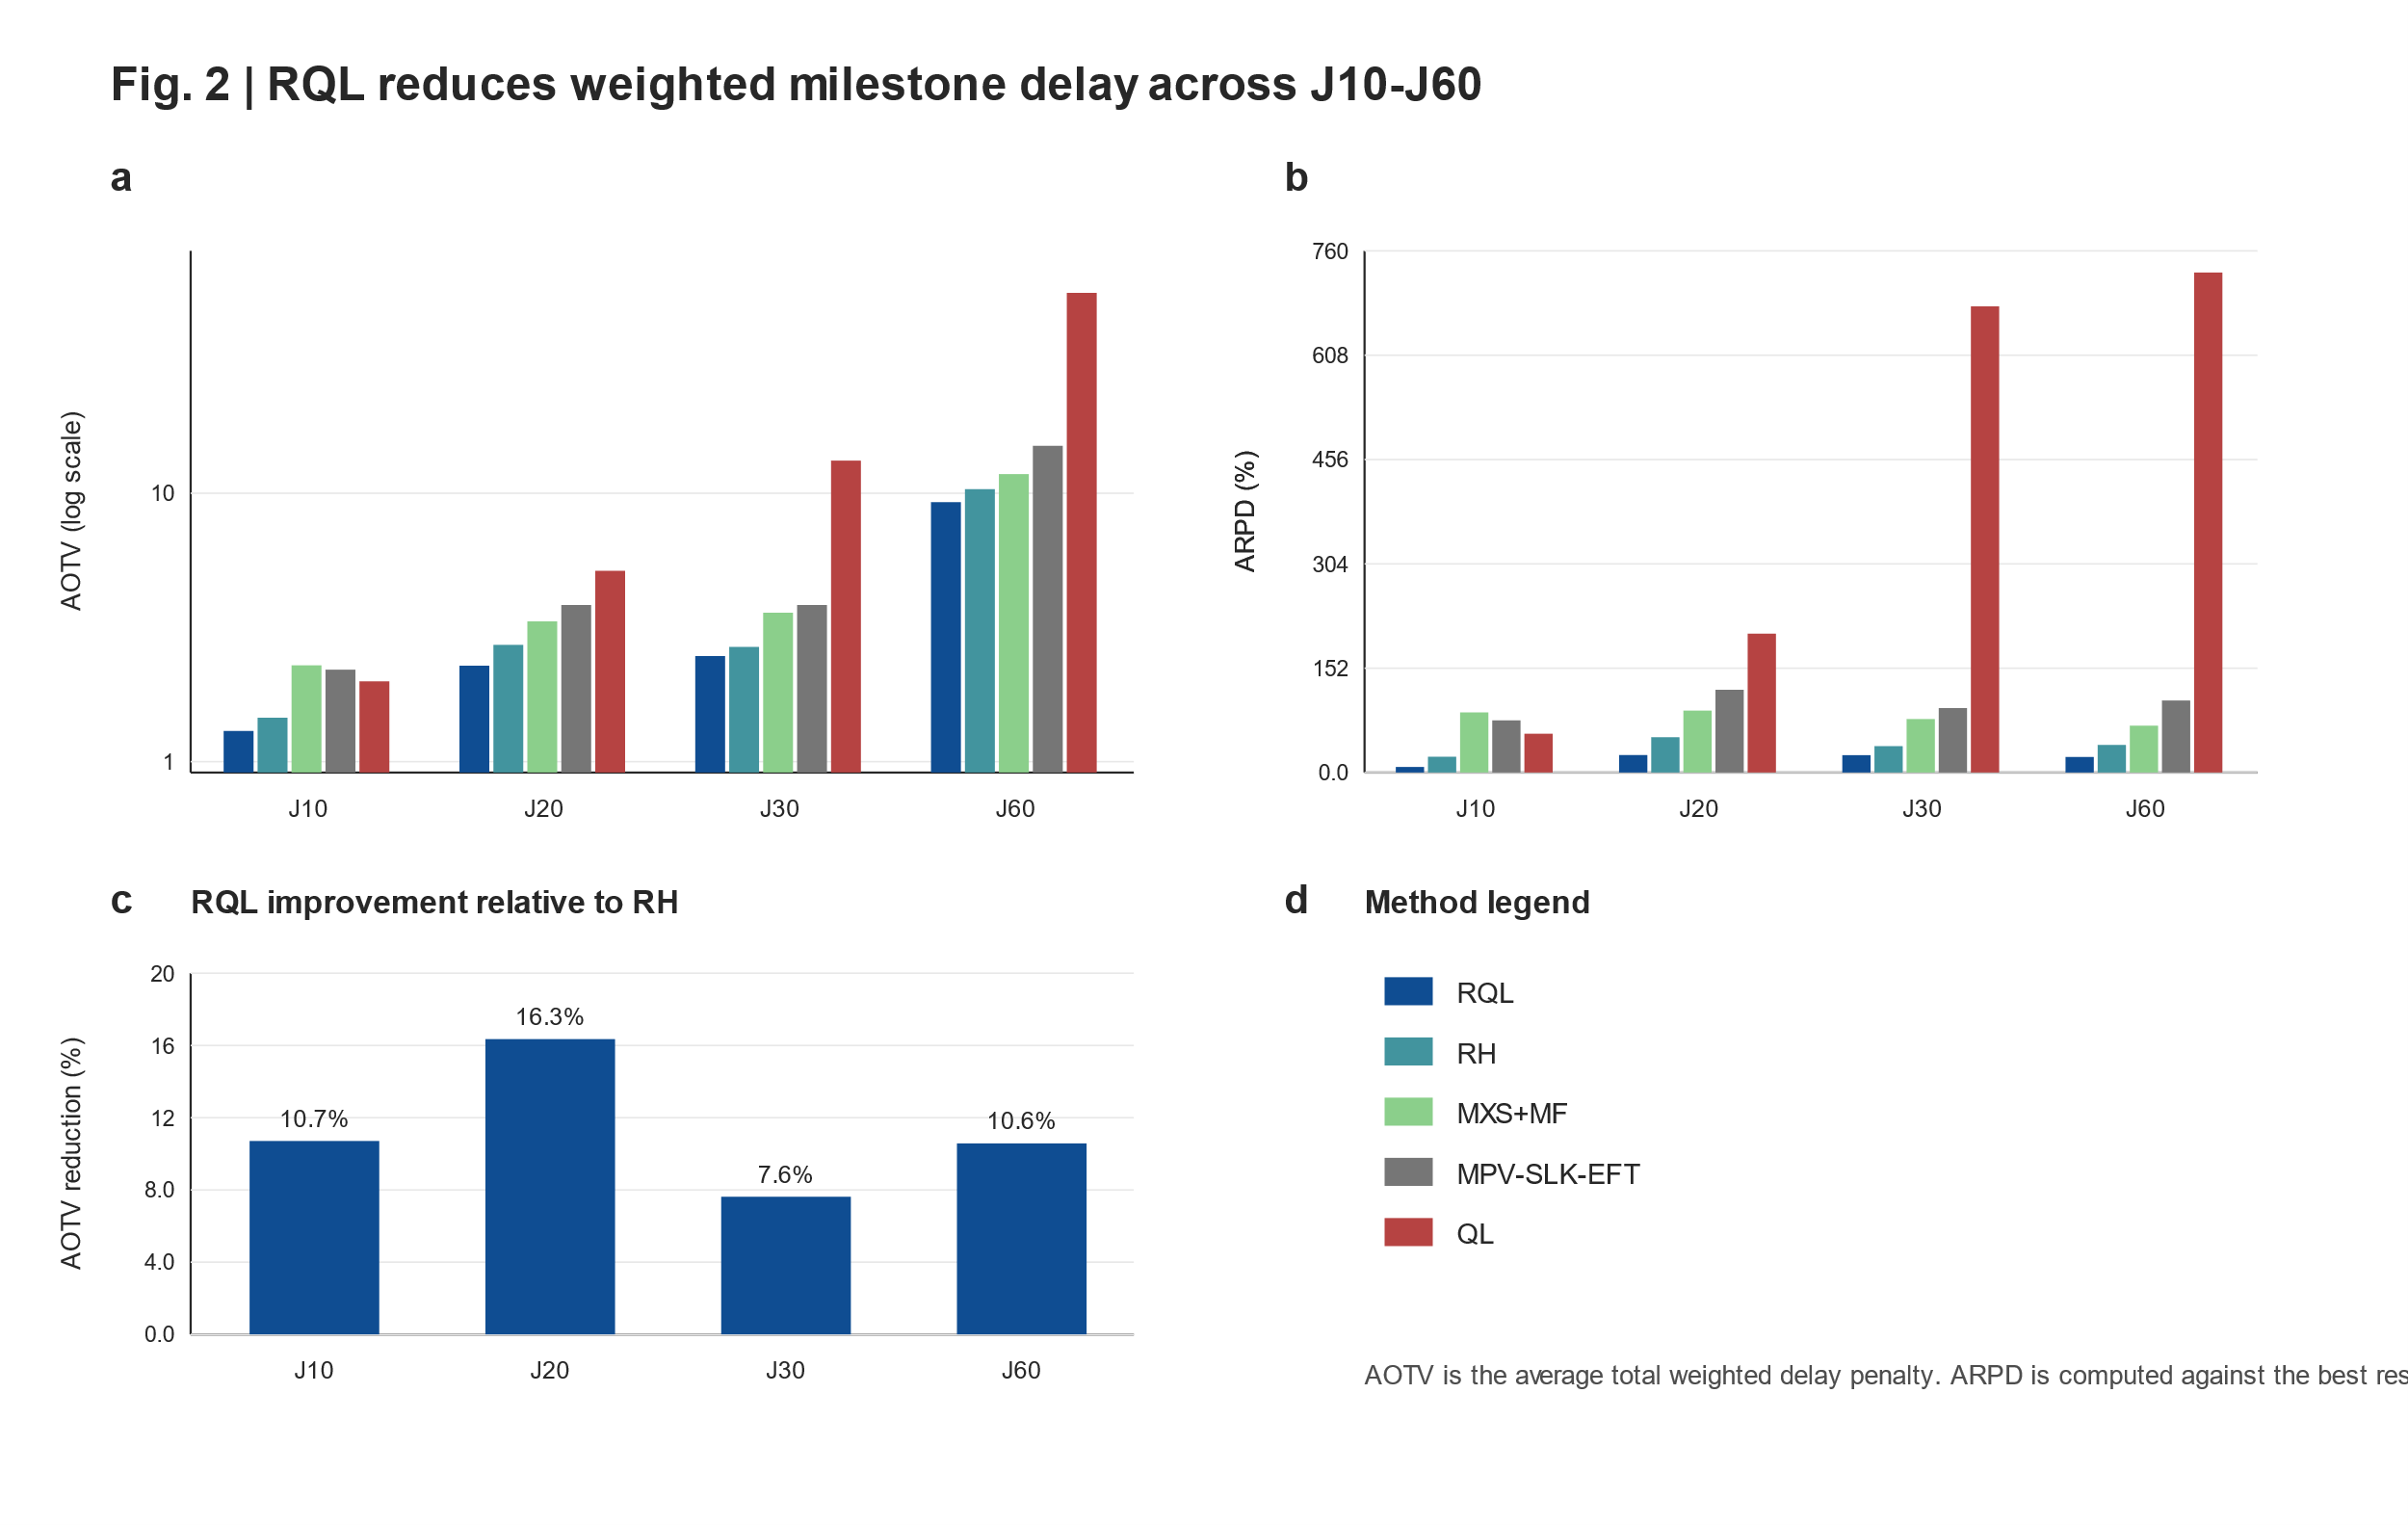 Fig. 2 | RQL reduces weighted milestone delay across J10-J60
a
AOTV (log scale)
10
1
J10 J20 J30 J60
b
ARPD (%)
760
608
456
304
152
0.0
J10 J20 J30 J60
c RQL improvement relative to RH
AOTV reduction (%)
20
16
12
8.0
4.0
0.0
10.7% 16.3% 7.6% 10.6%
J10 J20 J30 J60
d Method legend
RQL
RH
MXS+MF
MPV-SLK-EFT
QL
AOTV is the average total weighted delay penalty. ARPD is computed against the best res